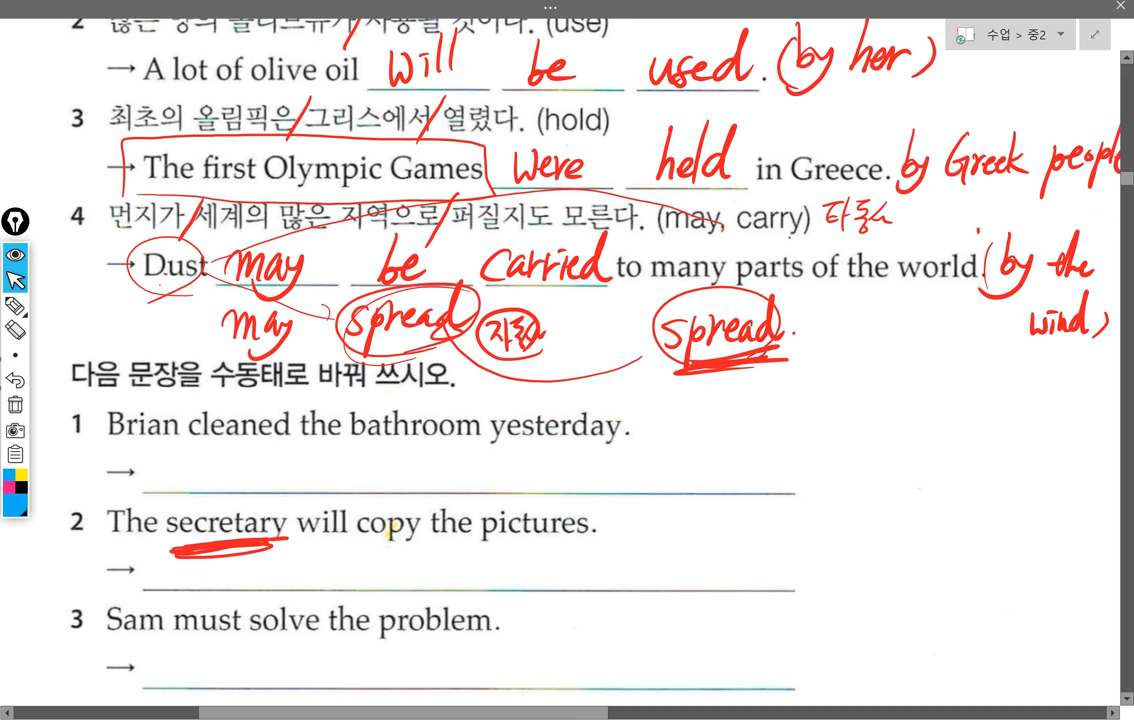 수업 > 중2
2 많은 양의 올리브유가 사용될 것이다. (use)
→ A lot of olive oil will be used. (by her)
3 최초의 올림픽은 그리스에서 열렸다. (hold)
→ The first Olympic Games were held in Greece. by Greek people
4 먼지가 세계의 많은 지역으로 퍼질지도 모른다. (may, carry) 타동사
→ Dust may be carried to many parts of the world. (by the
wind)
may spread 자동사 spread.
다음 문장을 수동태로 바꿔 쓰시오.
1 Brian cleaned the bathroom yesterday.
→
2 The secretary will copy the pictures.
→
3 Sam must solve the problem.
→